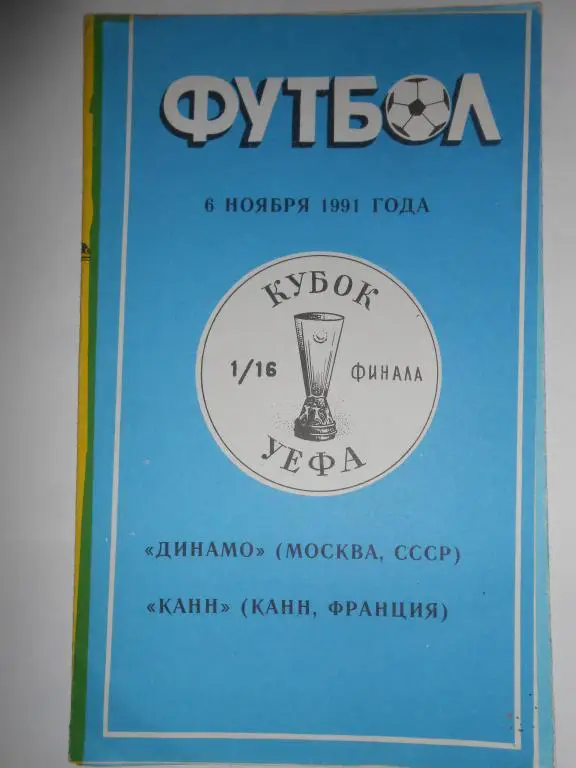 ФУТБОЛ
6 НОЯБРЯ 1991 ГОДА
КУБОК
1/16 ФИНАЛА
УЕФА
«ДИНАМО» (МОСКВА, СССР)
«КАНН» (КАНН, ФРАНЦИЯ)